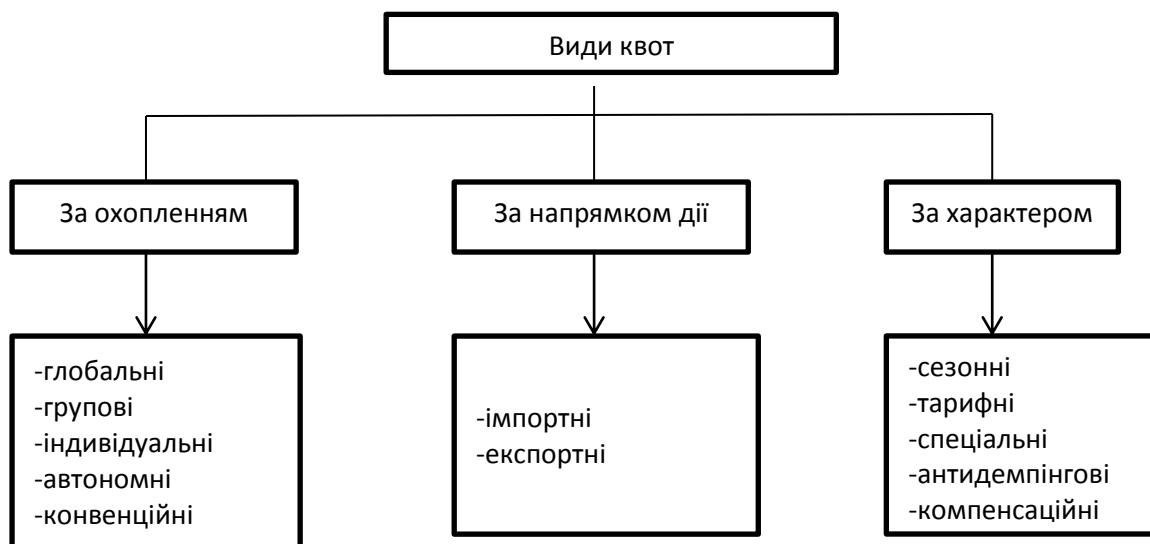 Види квот
За охопленням
За напрямком дії
За характером
-глобальні
-групові
-індивідуальні
-автономні
-конвенційні
-імпортні
-експортні
-сезонні
-тарифні
-спеціальні
-антидемпінгові
-компенсаційні